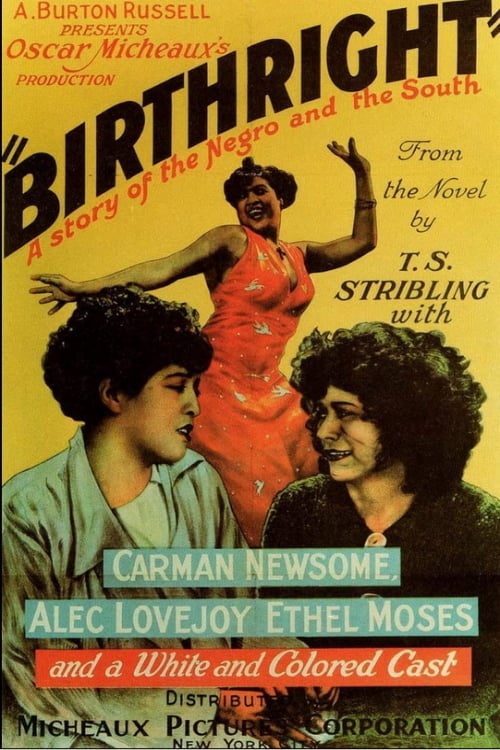 A. BURTON RUSSELL
PRESENTS
OSCAR MICHEAUX'S
PRODUCTION
"BIRTHRIGHT"
A story of the Negro and the South
From
the Novel
by
T.S.
STRIBLING
with
CARMAN NEWSOME,
ALEC LOVEJOY ETHEL MOSES
and a White and Colored Cast
MICHEAUX PICTURES CORPORATION
NEW YORK CITY